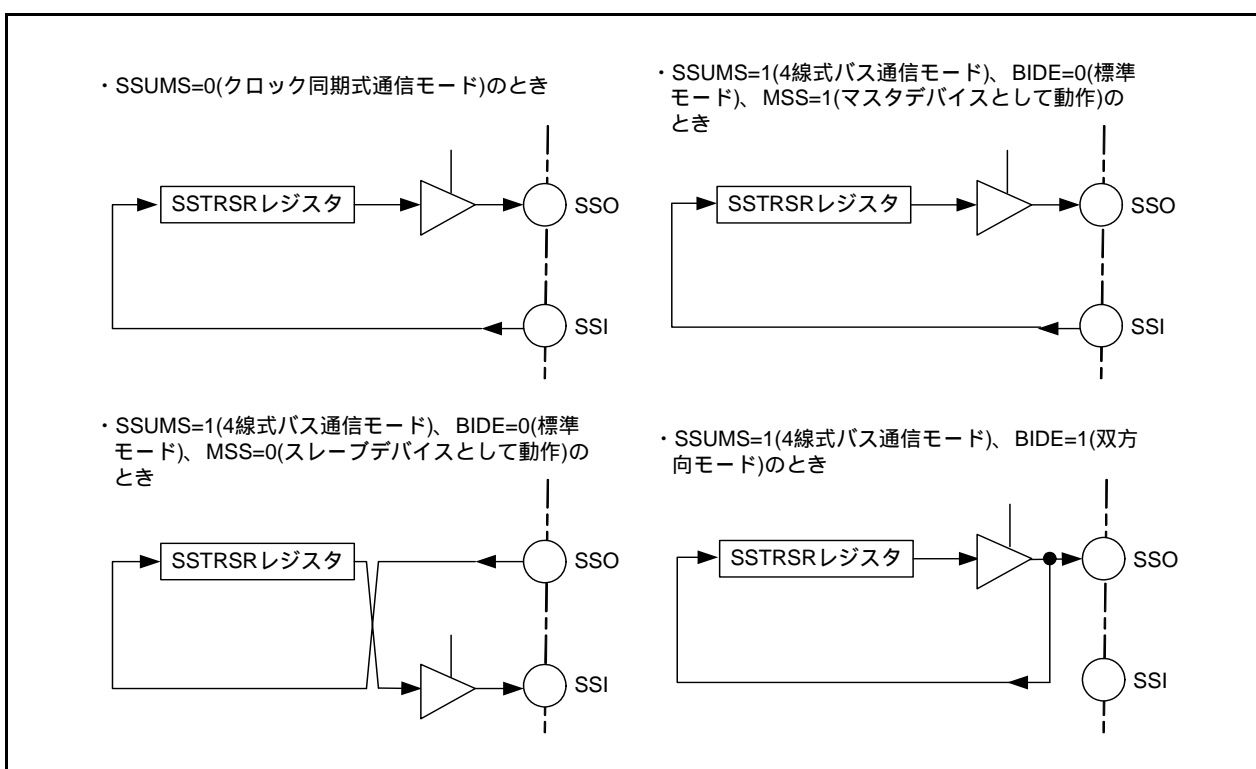 ・SSUMS=0(クロック同期式通信モード)のとき
SSTRSRレジスタ
SSO
SSI
・SSUMS=1(4線式バス通信モード)、BIDE=0(標準
モード)、MSS=1(マスタデバイスとして動作)の
とき
SSTRSRレジスタ
SSO
SSI
・SSUMS=1(4線式バス通信モード)、BIDE=0(標準
モード)、MSS=0(スレーブデバイスとして動作)の
とき
SSTRSRレジスタ
SSO
SSI
・SSUMS=1(4線式バス通信モード)、BIDE=1(双方
向モード)のとき
SSTRSRレジスタ
SSO
SSI